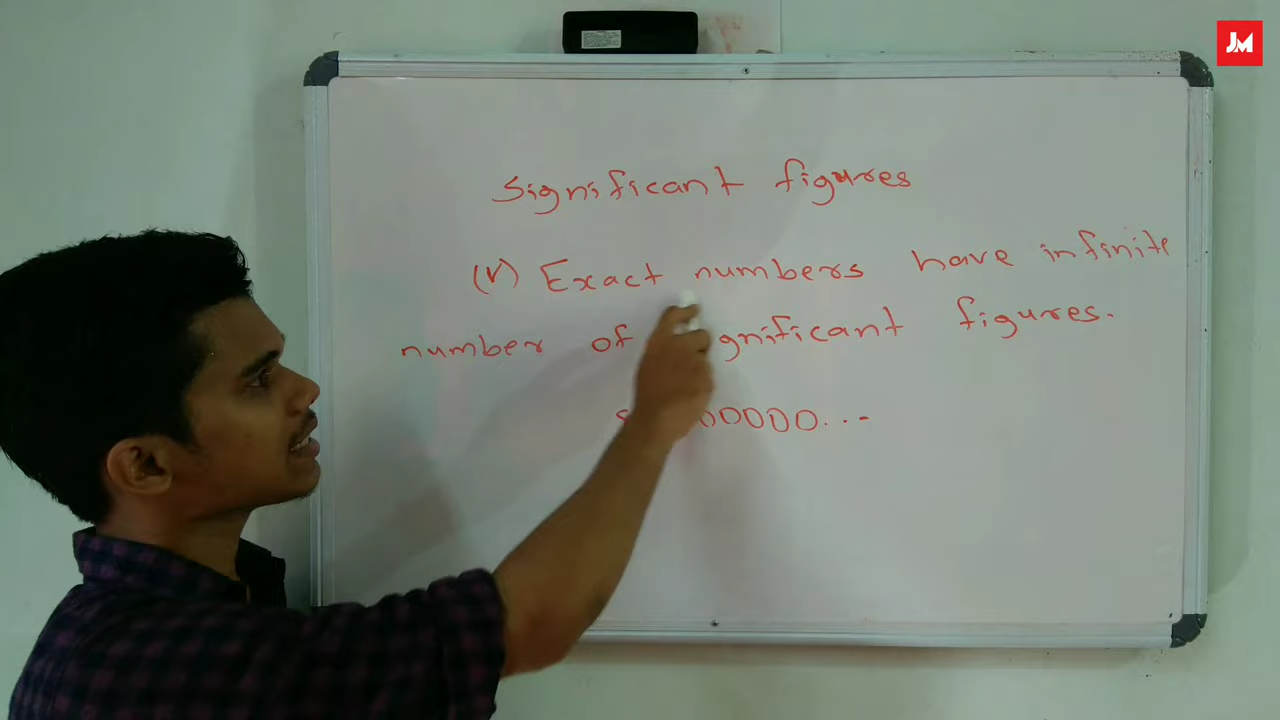 JM
Significant figures
(v) Exact numbers have infinite
number of significant figures.
00000...